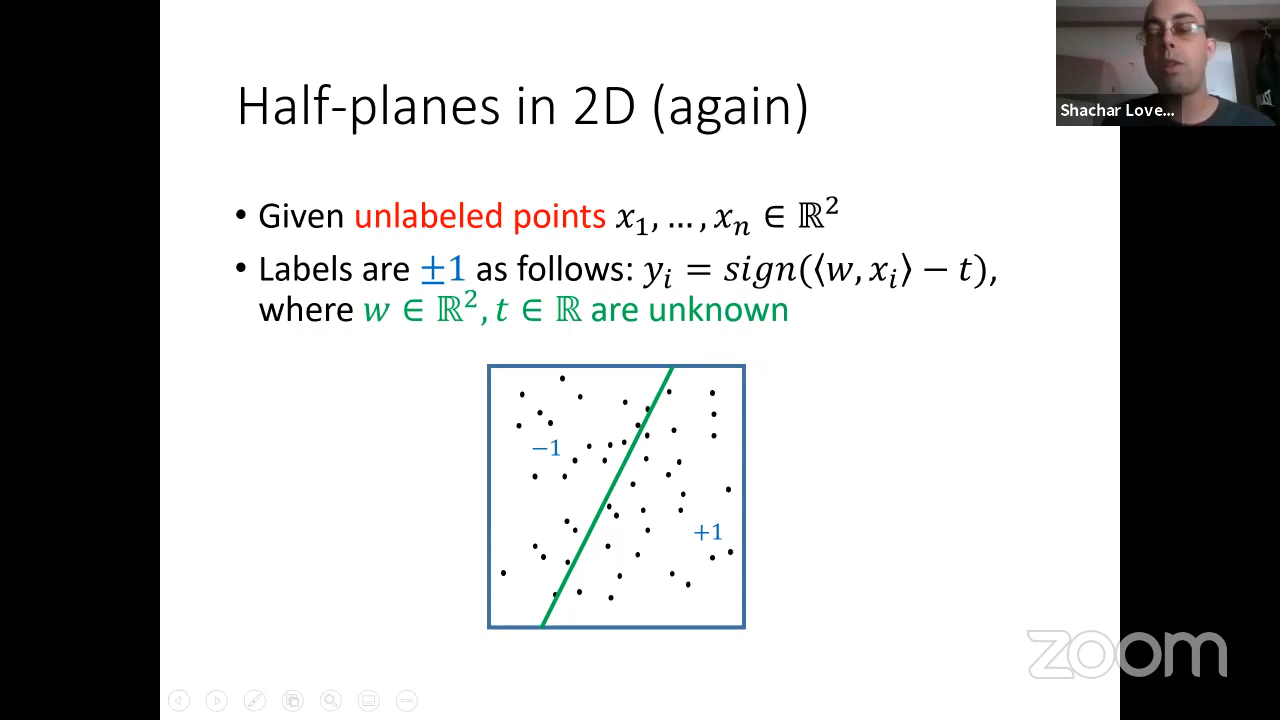 Half-planes in 2D (again)
Shachar Love...
• Given unlabeled points x₁, … , xₙ ∈ ℝ²
• Labels are ±1 as follows: yᵢ = sign(⟨w, xᵢ⟩ − t),
where w ∈ ℝ², t ∈ ℝ are unknown
−1
+1
zoom